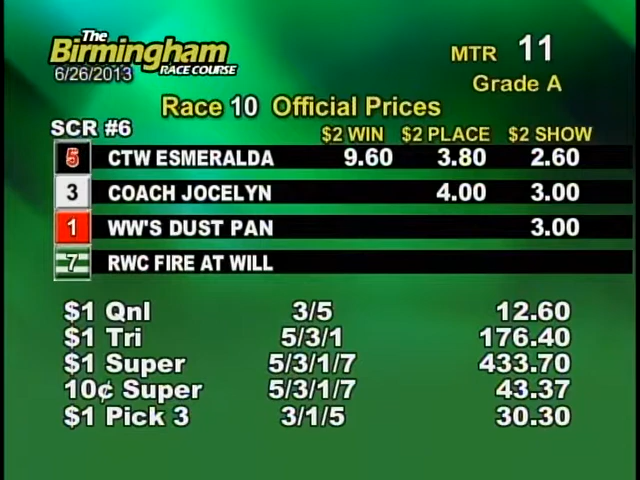 The
Birmingham
RACE COURSE
6/26/2013
MTR 11
Grade A
Race 10 Official Prices
SCR #6
$2 WIN $2 PLACE $2 SHOW
5 CTW ESMERALDA 9.60 3.80 2.60
3 COACH JOCELYN 4.00 3.00
1 WW'S DUST PAN 3.00
7 RWC FIRE AT WILL
$1 Qnl 3/5 12.60
$1 Tri 5/3/1 176.40
$1 Super 5/3/1/7 433.70
10¢ Super 5/3/1/7 43.37
$1 Pick 3 3/1/5 30.30